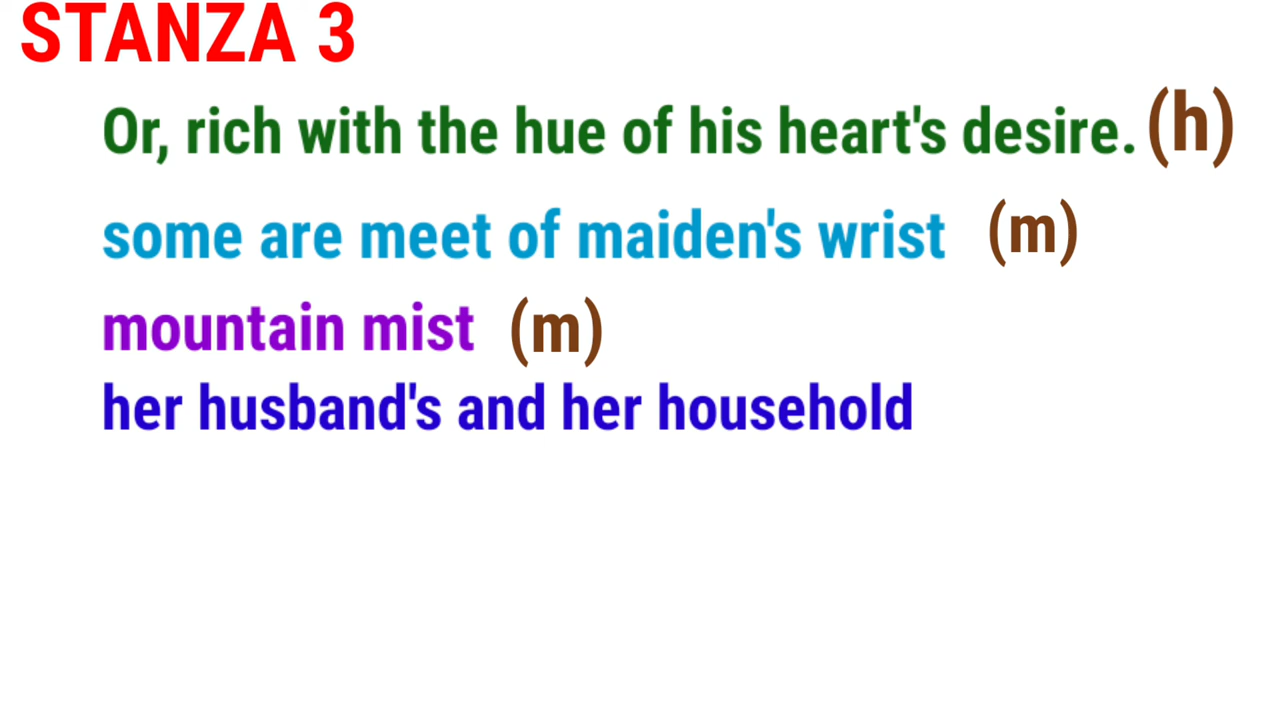 STANZA 3
Or, rich with the hue of his heart's desire. (h)
some are meet of maiden's wrist (m)
mountain mist (m)
her husband's and her household